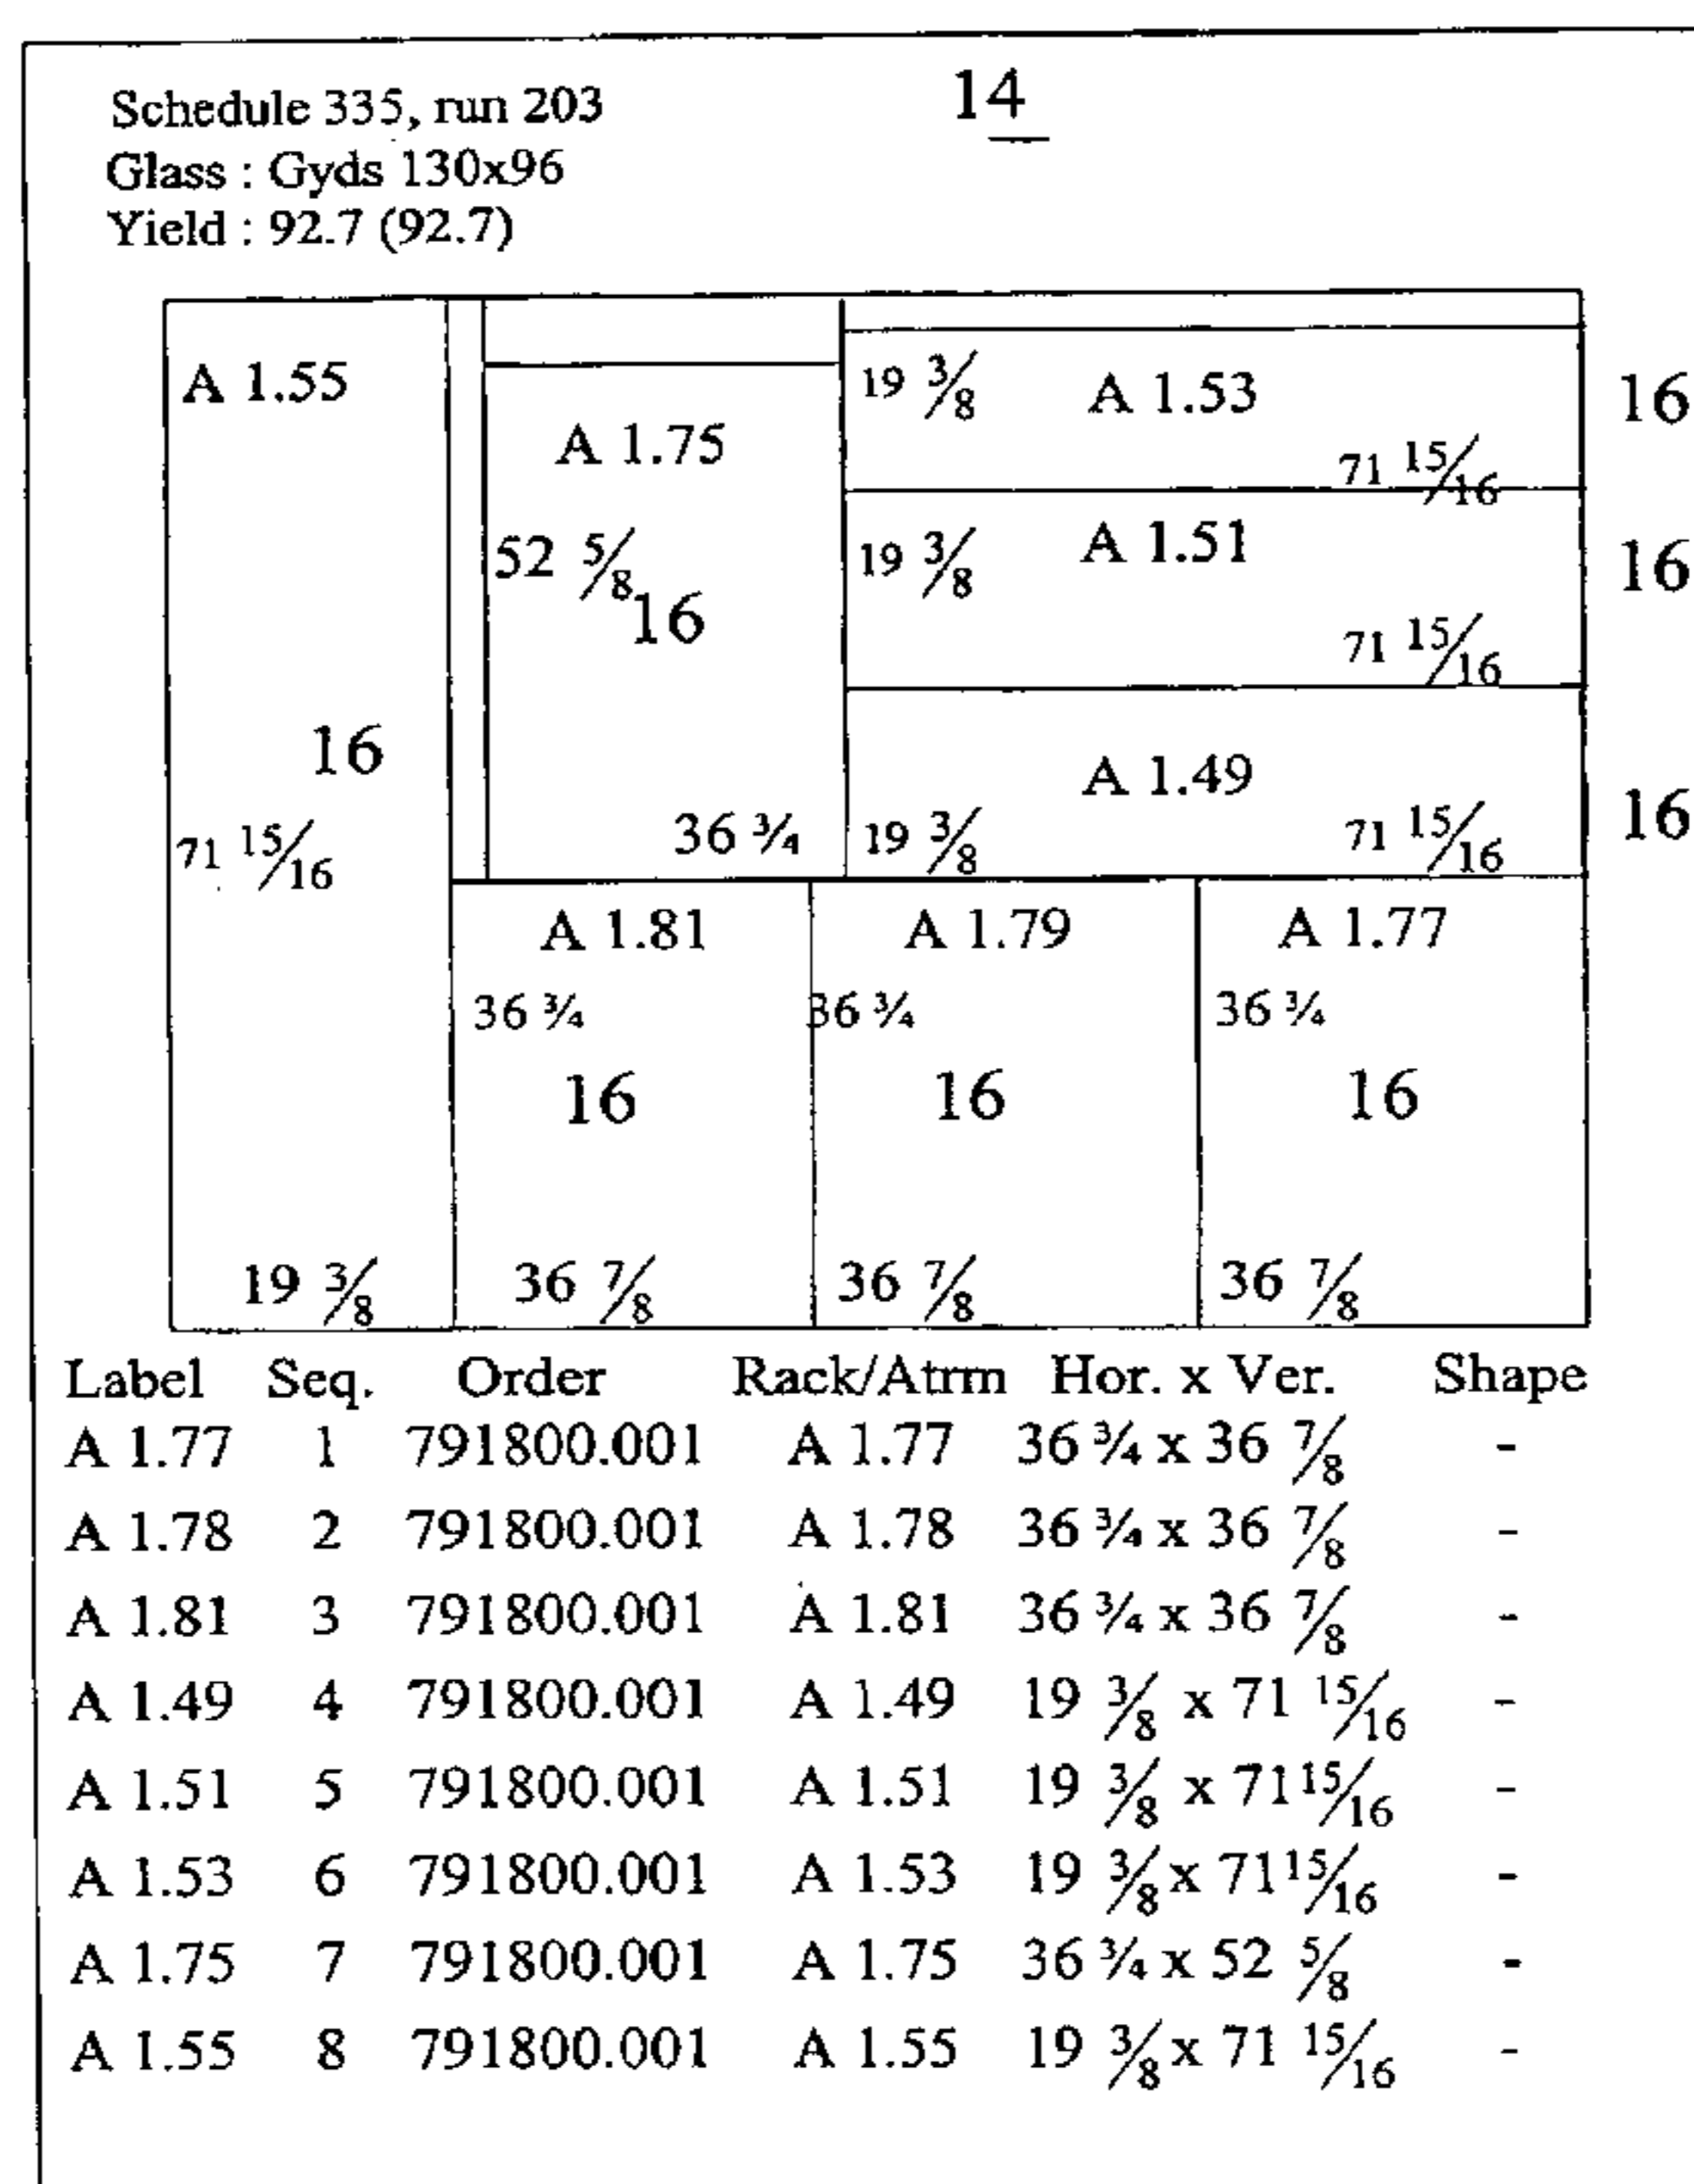 14
Schedule 335, run 203
Glass : Gyds 130x96
Yield : 92.7 (92.7)
A 1.55
16
71 15/16
19 3/8
A 1.75
52 5/8
16
36 ¾
19 3/8 A 1.53 16
71 15/16
19 3/8 A 1.51 16
71 15/16
A 1.49 16
19 3/8 71 15/16
A 1.81 A 1.79 A 1.77
36 ¾ 36 ¾ 36 ¾
16 16 16
36 7/8 36 7/8 36 7/8
Label Seq. Order Rack/Atrm Hor. x Ver. Shape
A 1.77 1 791800.001 A 1.77 36 ¾ x 36 7/8 -
A 1.78 2 791800.001 A 1.78 36 ¾ x 36 7/8 -
A 1.81 3 791800.001 A 1.81 36 ¾ x 36 7/8 -
A 1.49 4 791800.001 A 1.49 19 3/8 x 71 15/16 -
A 1.51 5 791800.001 A 1.51 19 3/8 x 71 15/16 -
A 1.53 6 791800.001 A 1.53 19 3/8 x 71 15/16 -
A 1.75 7 791800.001 A 1.75 36 ¾ x 52 5/8 -
A 1.55 8 791800.001 A 1.55 19 3/8 x 71 15/16 -